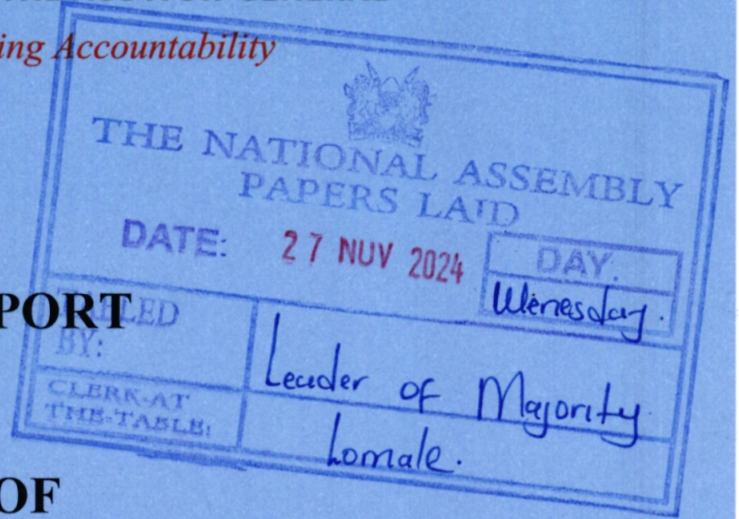 ing Accountability
THE NATIONAL ASSEMBLY
PAPERS LAID
DATE: 27 NOV 2024 DAY.
Wenesday.
PORT
TABLED
BY: Leader of Majority
CLERK-AT
THE-TABLE: Lomale.
OF